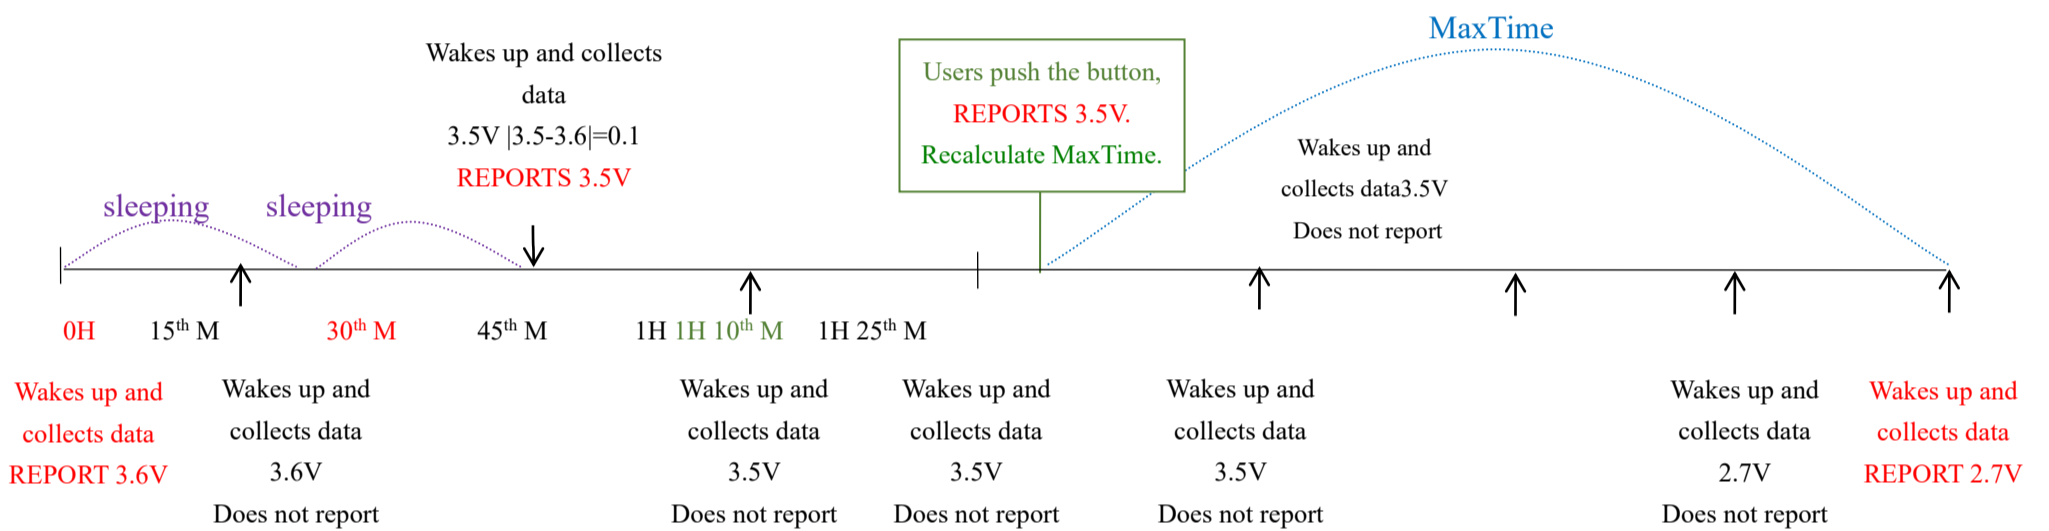 MaxTime
Wakes up and collects
data
3.5V |3.5-3.6|=0.1
REPORTS 3.5V
Users push the button,
REPORTS 3.5V.
Recalculate MaxTime.
Wakes up and
collects data3.5V
Does not report
sleeping
sleeping
0H
15th M
30th M
45th M
1H 1H 10th M
1H 25th M
Wakes up and
collects data
REPORT 3.6V
Wakes up and
collects data
3.6V
Does not report
Wakes up and
collects data
3.5V
Does not report
Wakes up and
collects data
3.5V
Does not report
Wakes up and
collects data
3.5V
Does not report
Wakes up and
collects data
2.7V
Does not report
Wakes up and
collects data
REPORT 2.7V